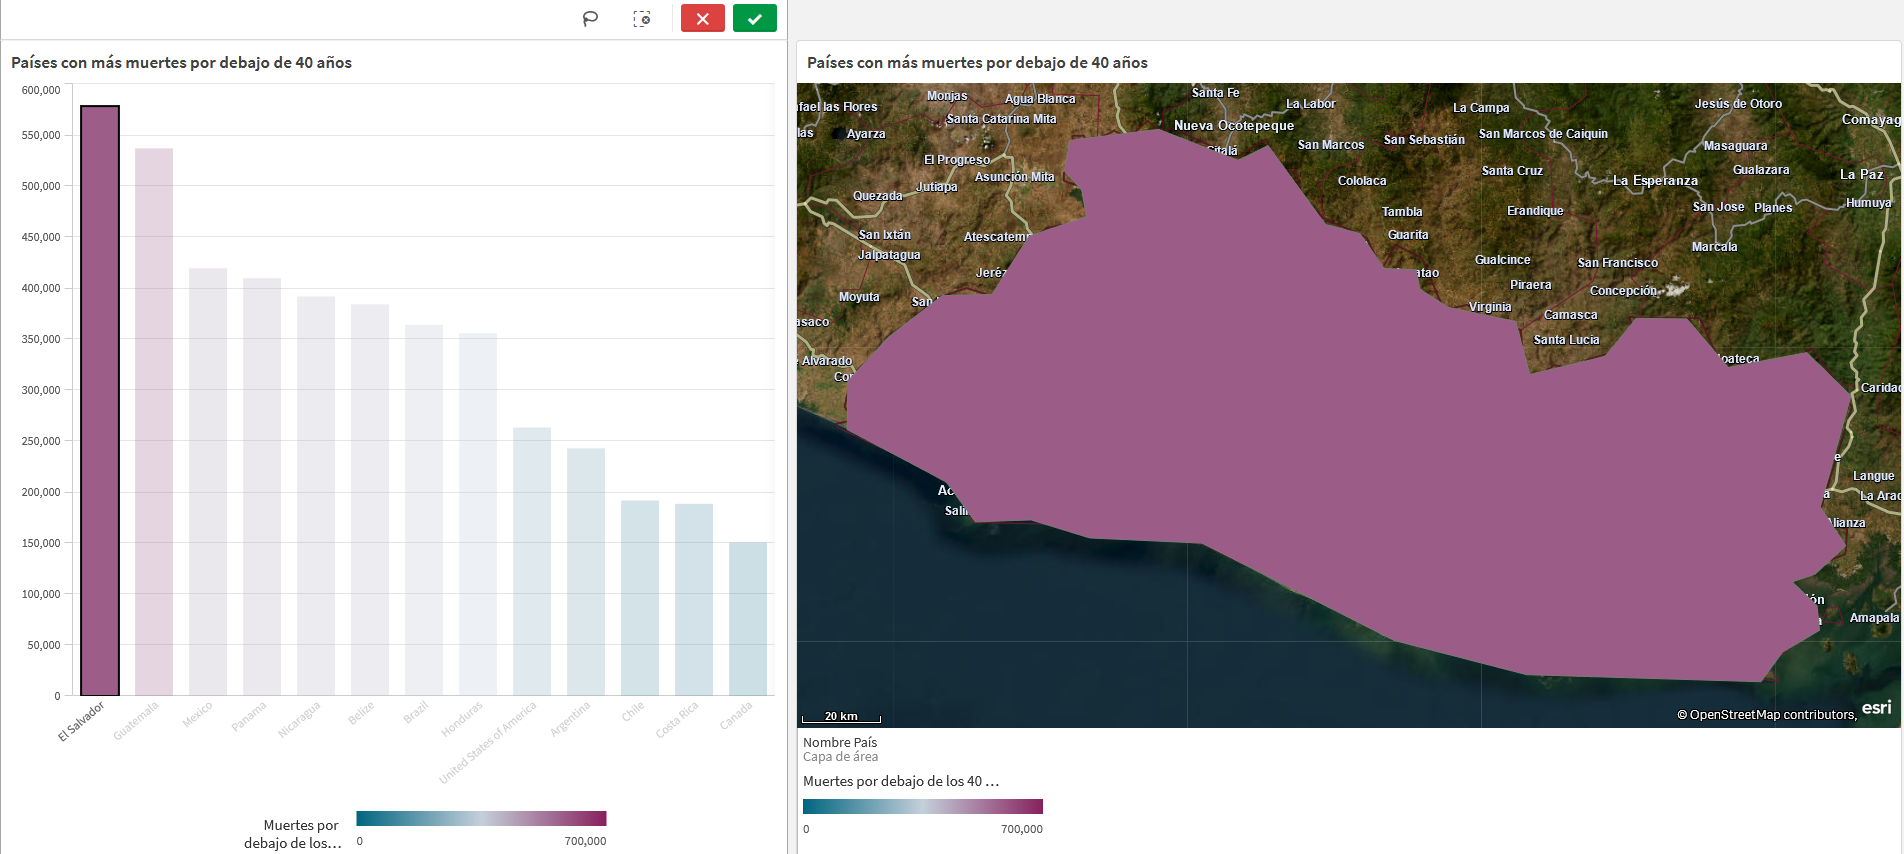 Países con más muertes por debajo de 40 años
600,000
550,000
500,000
450,000
400,000
350,000
300,000
250,000
200,000
150,000
100,000
50,000
0
El Salvador
Guatemala
Mexico
Panama
Nicaragua
Belize
Brazil
Honduras
United States of America
Argentina
Chile
Costa Rica
Canada
Muertes por
debajo de los...
0
700,000
Países con más muertes por debajo de 40 años
Monjas
Agua Blanca
Santa Fe
La Labor
La Campa
Jesús de Otoro
fael las Flores
Santa Catarina Mita
Nueva Ocotepeque
Comayag
las
Ayarza
San Sebastián
San Marcos de Caiquin
San Marcos
Masaguara
Citalá
El Progreso
Asunción Mita
Santa Cruz
Gualazara
La Paz
Jutiapa
Cololaca
La Esperanza
Quezada
Tambla
Erandique
San Jose
Planes
Humuya
San Ixtán
Atescatem
Guarita
Marcala
Jalpatagua
Gualcince
San Francisco
Jeréz
atao
Moyuta
San
Piraera
Concepción
Virginia
Camasca
asaco
Santa Lucia
Alvarado
oateca
Cor
Caridad
e
Langue
Ac
a
La Arac
Salin
Alianza
ón
Amapala
20 km
© OpenStreetMap contributors,
esri
Nombre País
Capa de área
Muertes por debajo de los 40 ...
0
700,000